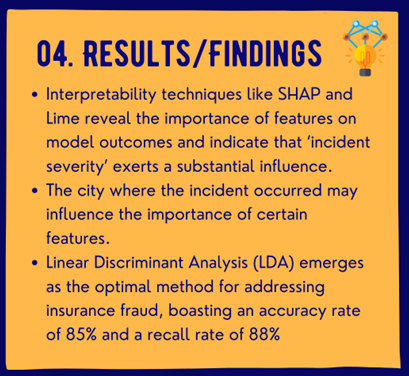 04. RESULTS/FINDINGS
• Interpretability techniques like SHAP and
Lime reveal the importance of features on
model outcomes and indicate that ‘incident
severity’ exerts a substantial influence.
• The city where the incident occurred may
influence the importance of certain
features.
• Linear Discriminant Analysis (LDA) emerges
as the optimal method for addressing
insurance fraud, boasting an accuracy rate
of 85% and a recall rate of 88%